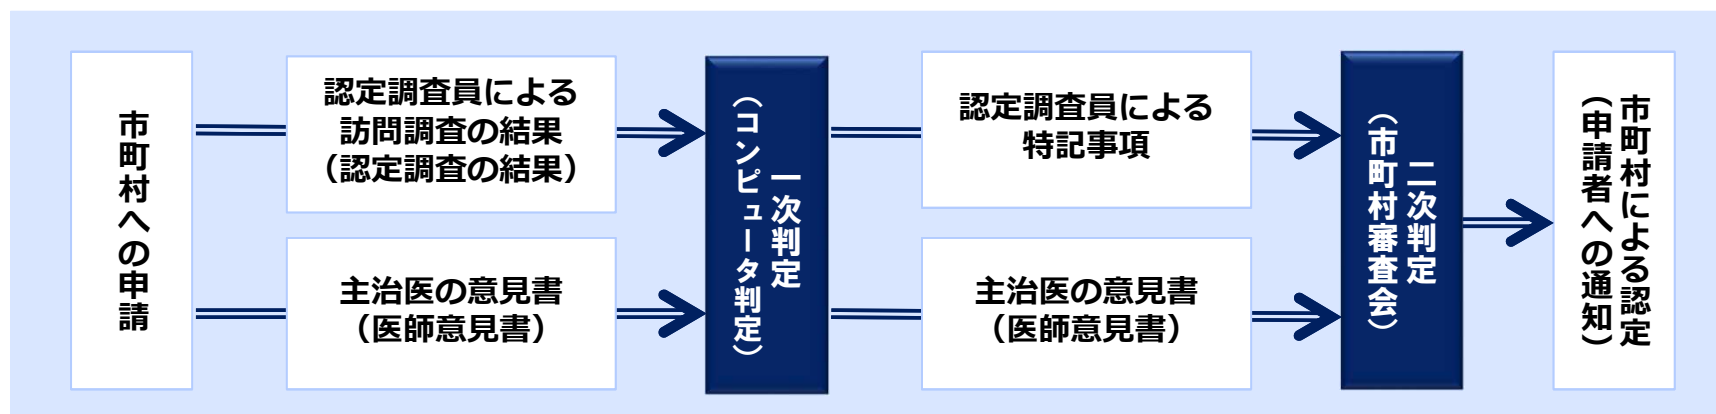 市町村への申請
認定調査員による
訪問調査の結果
（認定調査の結果）
主治医の意見書
（医師意見書）
一次判定
（コンピュータ判定）
認定調査員による
特記事項
主治医の意見書
（医師意見書）
二次判定
（市町村審査会）
市町村による認定
（申請者への通知）